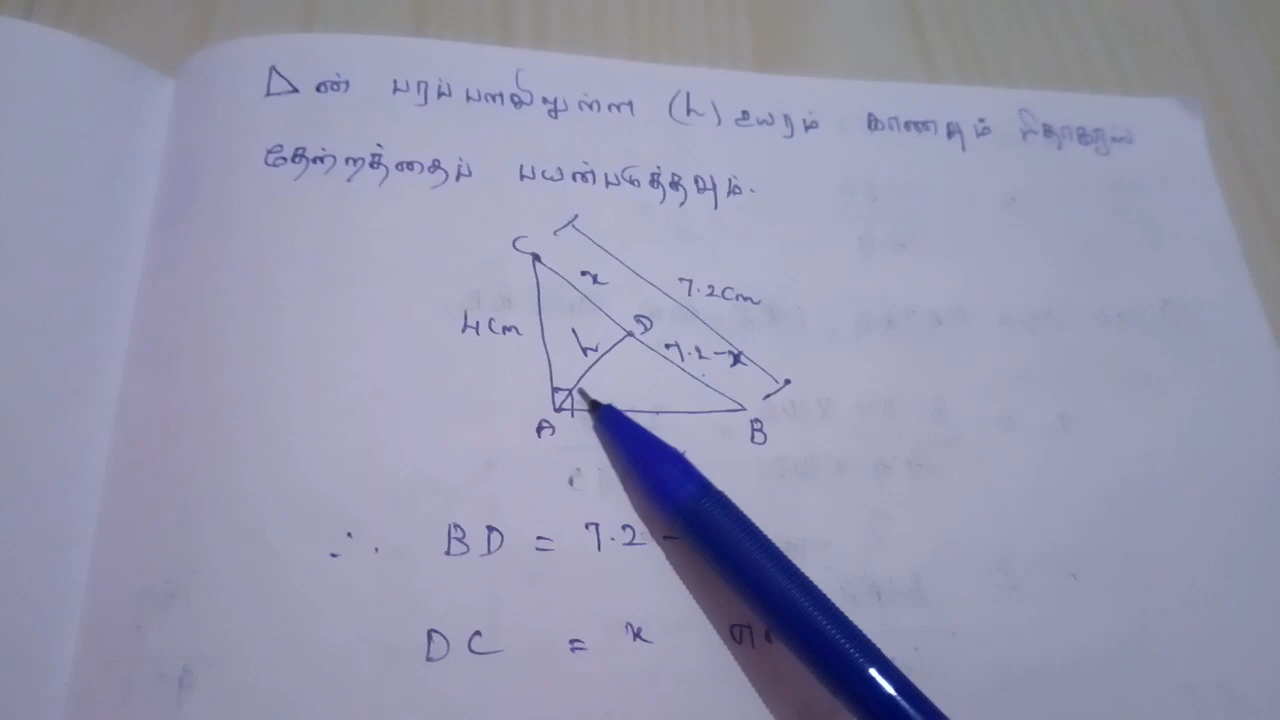 Δ ன் பரப்பளவிலுள்ள (h) உயரம் காணவும் பிதாகரஸ்
தேற்றத்தைப் பயன்படுத்தவும்.
C
x
7.2cm
4cm
D
h
7.2-x
A
B
∴ BD = 7.2 -
DC = x